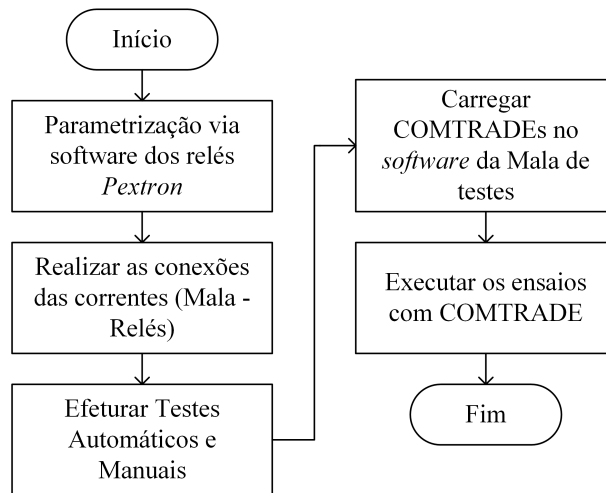 Início
Parametrização via
software dos relés
Pextron
Realizar as conexões
das correntes (Mala -
Relés)
Efeturar Testes
Automáticos e
Manuais
Carregar
COMTRADEs no
software da Mala de
testes
Executar os ensaios
com COMTRADE
Fim